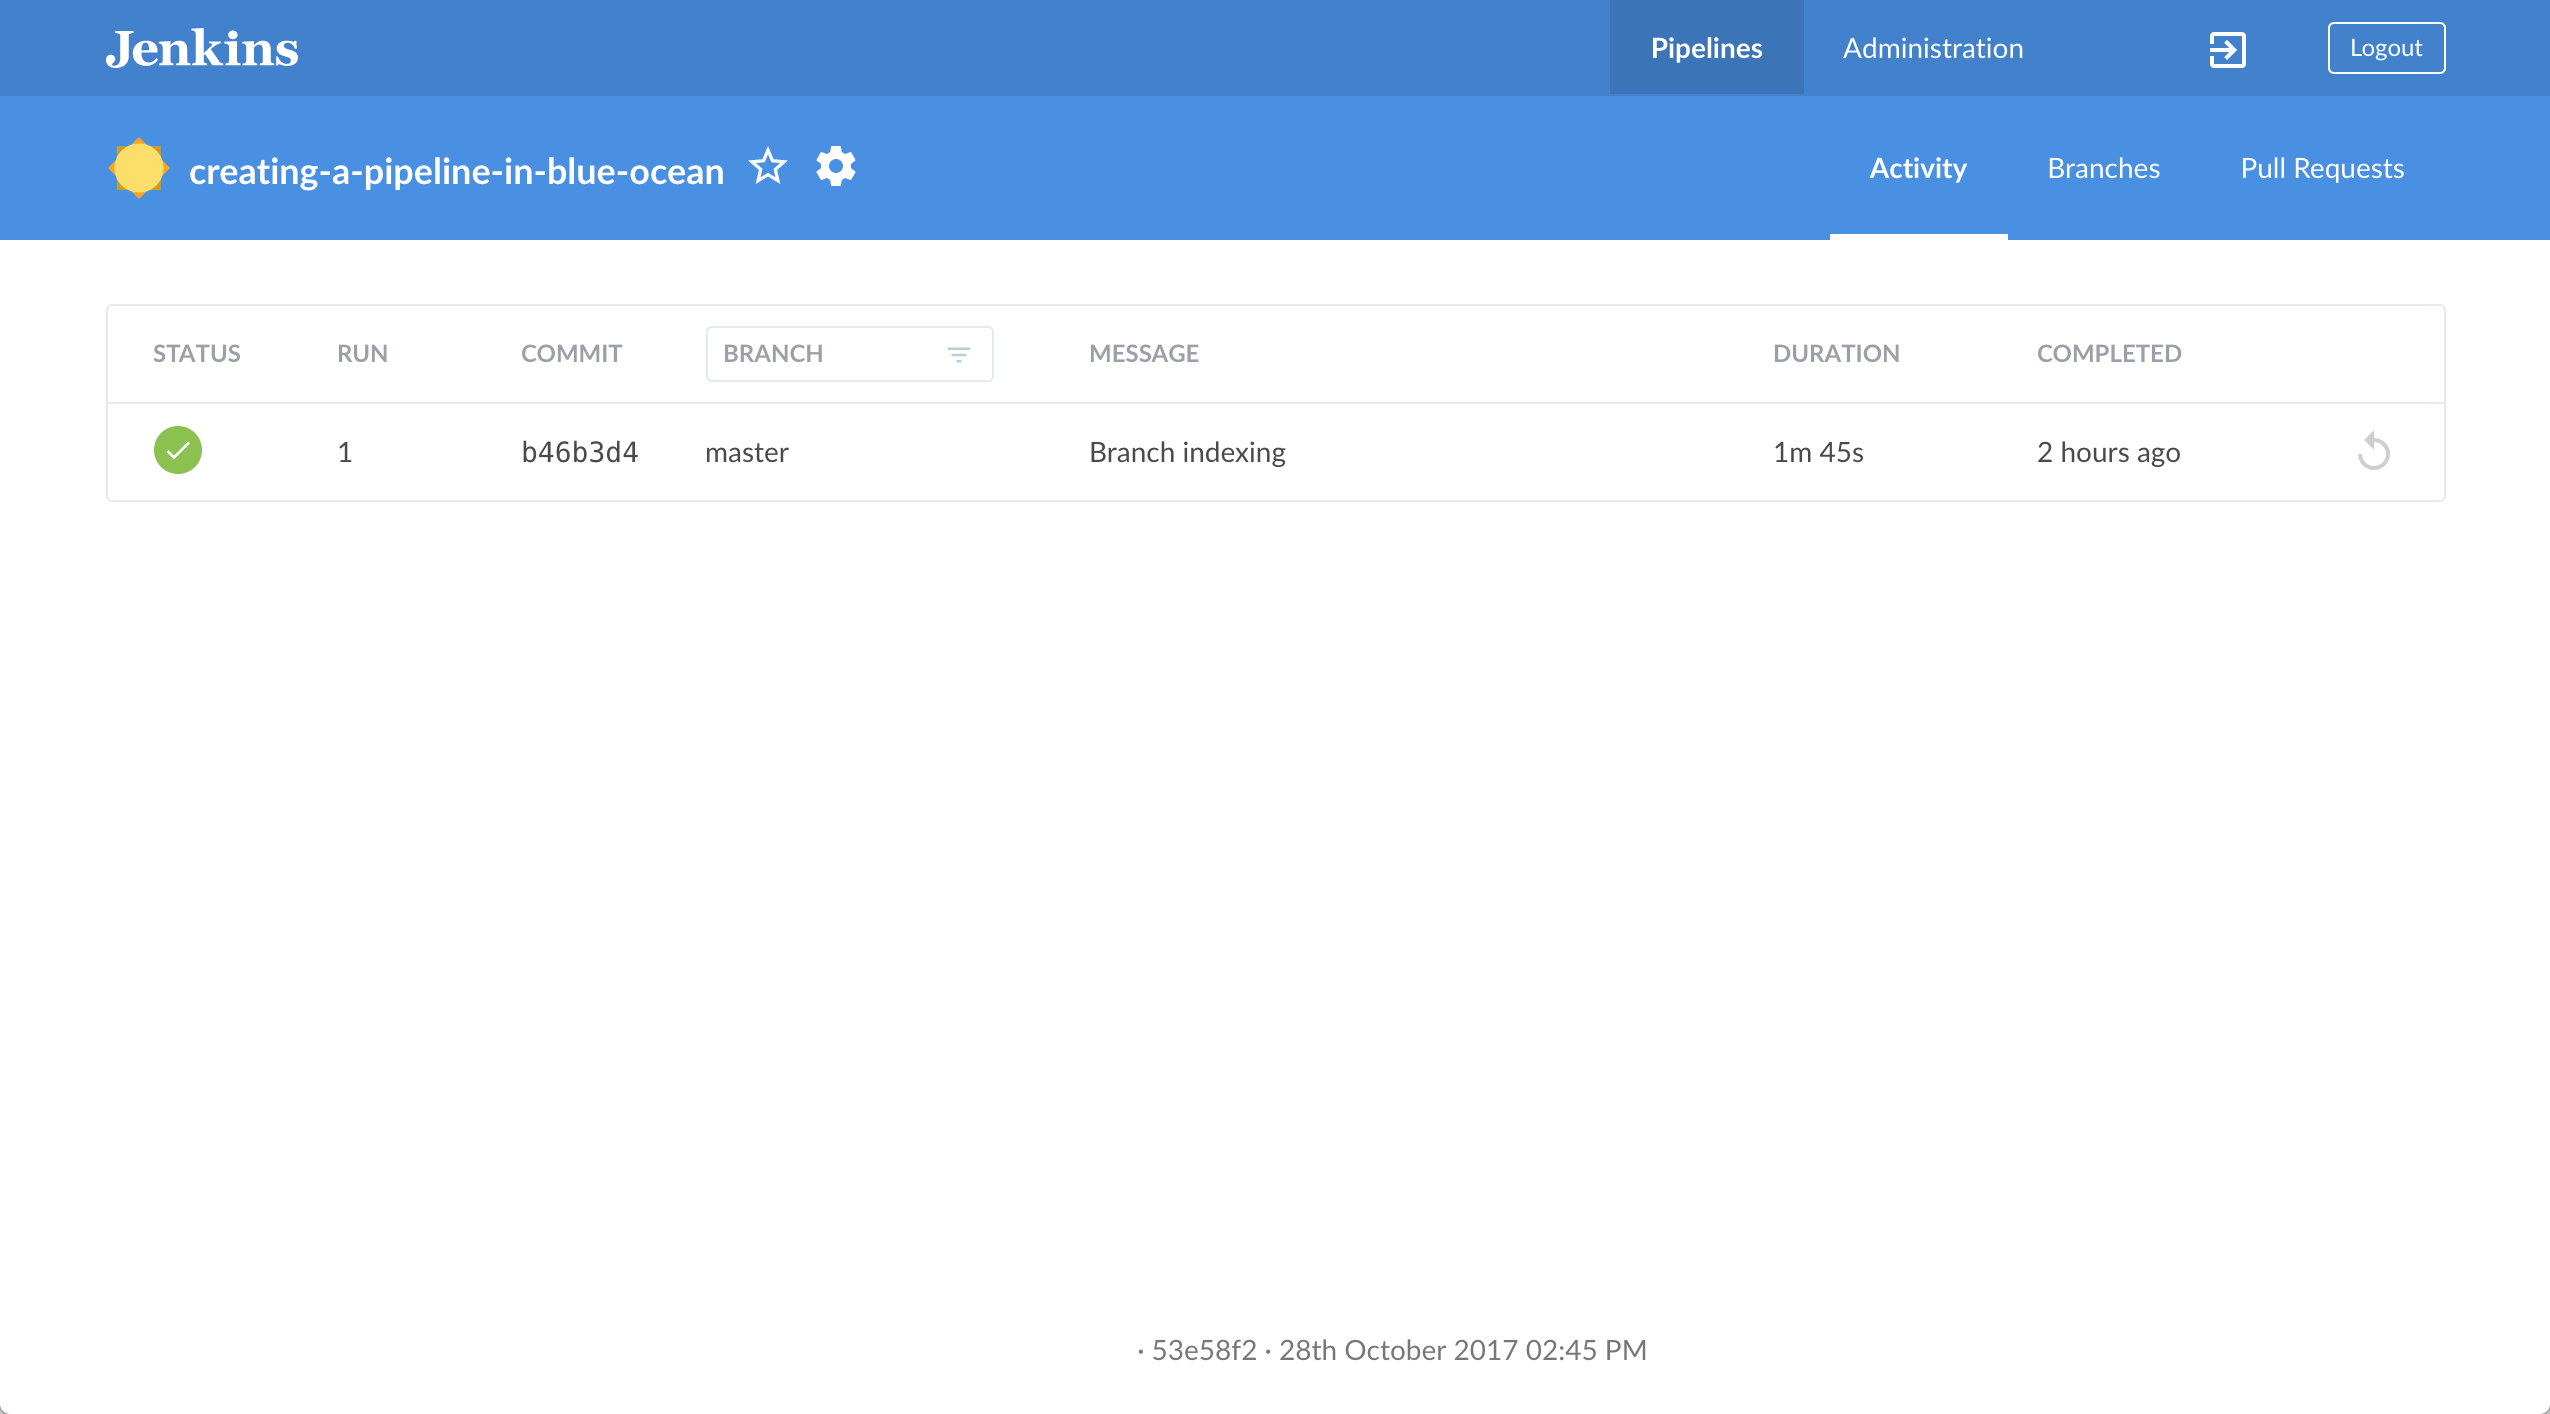 Jenkins Pipelines Administration Logout
creating-a-pipeline-in-blue-ocean Activity Branches Pull Requests
STATUS RUN COMMIT BRANCH MESSAGE DURATION COMPLETED
1 b46b3d4 master Branch indexing 1m 45s 2 hours ago
· 53e58f2 · 28th October 2017 02:45 PM